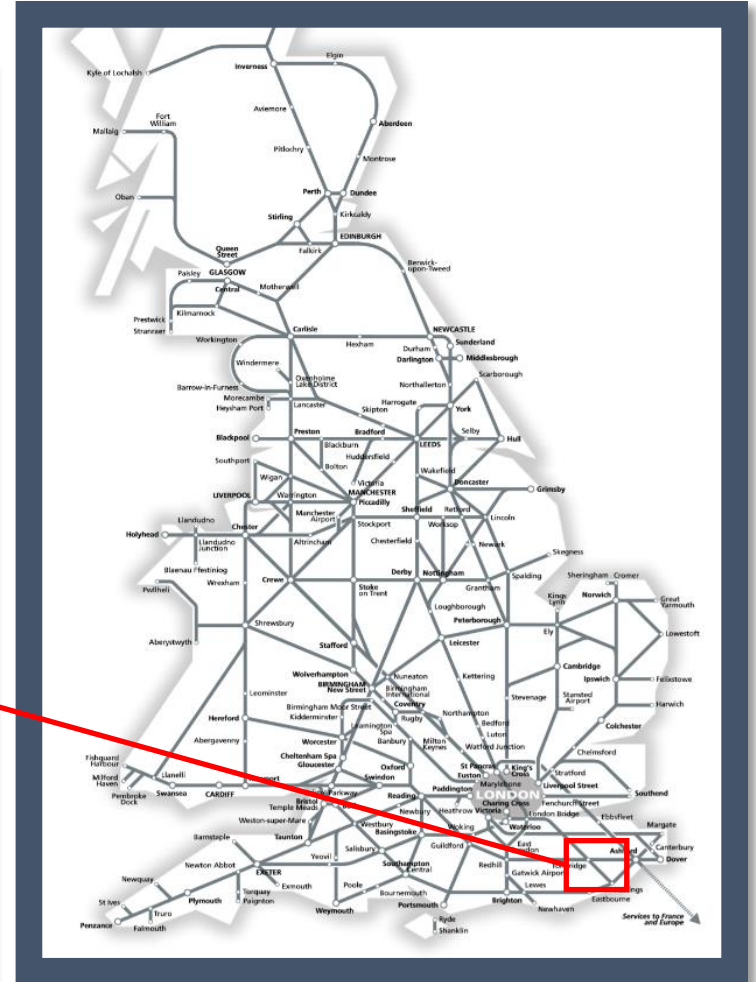 Elgin
Inverness
Kyle of Lochalsh
Aviemore
Fort
William
Aberdeen
Mallaig
Pitlochry
Montrose
Perth
Dundee
Oban
Stirling
Kirkcaldy
EDINBURGH
Falkirk
Queen
Street
Berwick-
upon-Tweed
Paisley
GLASGOW
Central
Motherwell
Prestwick
Kilmarnock
Stranraer
Carlisle
NEWCASTLE
Workington
Hexham
Durham
Sunderland
Darlington
Middlesbrough
Windermere
Scarborough
Oxenholme
Lake District
Barrow-in-Furness
Northallerton
Morecambe
Lancaster
Harrogate
York
Heysham Port
Skipton
Blackpool
Preston
Bradford
Selby
Hull
Blackburn
LEEDS
Southport
Huddersfield
Bolton
Wakefield
Wigan
Victoria
Doncaster
Grimsby
LIVERPOOL
Warrington
MANCHESTER
Piccadilly
Manchester
Airport
Sheffield
Retford
Llandudno
Chester
Stockport
Worksop
Lincoln
Holyhead
Llandudno
Junction
Altrincham
Chesterfield
Newark
Skegness
Blaenau Ffestiniog
Wrexham
Crewe
Derby
Nottingham
Spalding
Sheringham
Cromer
Pwllheli
Stoke
on Trent
Grantham
Kings
Lynn
Norwich
Great
Yarmouth
Loughborough
Shrewsbury
Peterborough
Ely
Lowestoft
Aberystwyth
Stafford
Leicester
Wolverhampton
Cambridge
BIRMINGHAM
New Street
Nuneaton
Kettering
Ipswich
Felixstowe
Birmingham
International
Leominster
Stevenage
Stansted
Airport
Harwich
Birmingham Moor Street
Coventry
Hereford
Kidderminster
Rugby
Northampton
Bedford
Colchester
Leamington
Spa
Luton
Abergavenny
Worcester
Banbury
Milton
Keynes
Watford Junction
Chelmsford
Cheltenham Spa
Gloucester
Oxford
St Pancras
King's
Cross
Stratford
Fishguard
Harbour
Llanelli
Swindon
Euston
Marylebone
Liverpool Street
Milford
Haven
Paddington
Pembroke
Dock
Swansea
CARDIFF
Parkway
Reading
LONDON
Southend
Bristol
Temple Meads
Charing Cross
Fenchurch Street
Newbury
Heathrow
Victoria
London Bridge
Ebbsfleet
Weston-super-Mare
Westbury
Basingstoke
Woking
Waterloo
Margate
Barnstaple
Taunton
Salisbury
Guildford
East
Canterbury
Yeovil
Redhill
Dover
Newton Abbot
EXETER
Southampton
Central
Gatwick Airport
Newquay
Exmouth
Poole
Lewes
Torquay
Paignton
Bournemouth
Brighton
Eastbourne
St Ives
Plymouth
Weymouth
Portsmouth
Newhaven
Truro
Ryde
Services to France
and Europe
Penzance
Falmouth
Shanklin